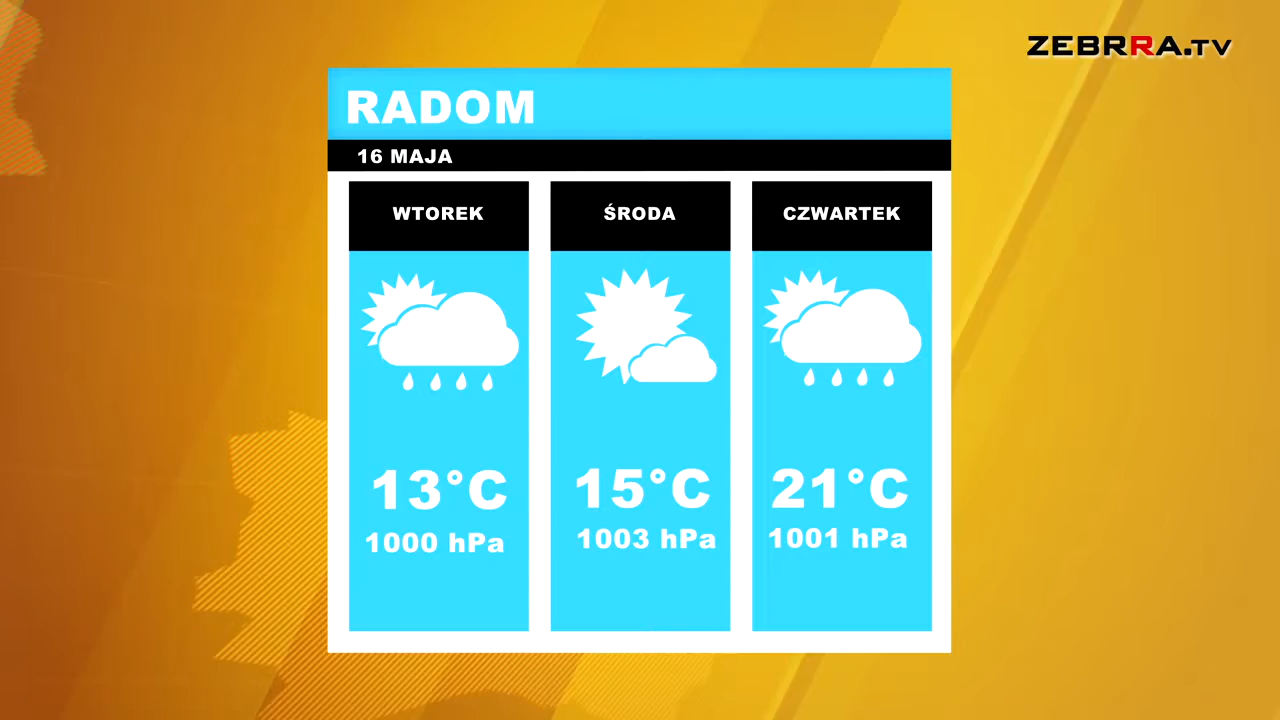 ZEBRRA.TV
RADOM
16 MAJA
WTOREK
ŚRODA
CZWARTEK
13°C
15°C
21°C
1000 hPa
1003 hPa
1001 hPa